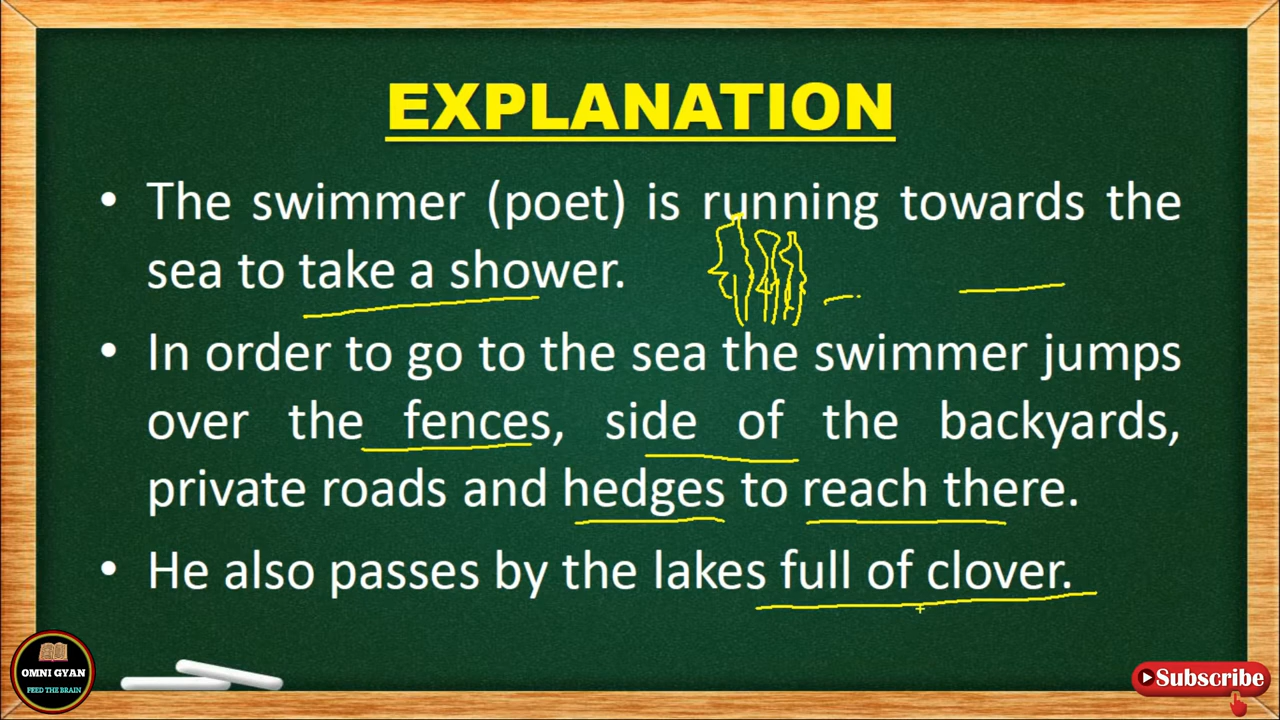 EXPLANATION
• The swimmer (poet) is running towards the
sea to take a shower.
• In order to go to the sea the swimmer jumps
over the fences, side of the backyards,
private roads and hedges to reach there.
• He also passes by the lakes full of clover.
OMNI GYAN
FEED THE BRAIN
Subscribe